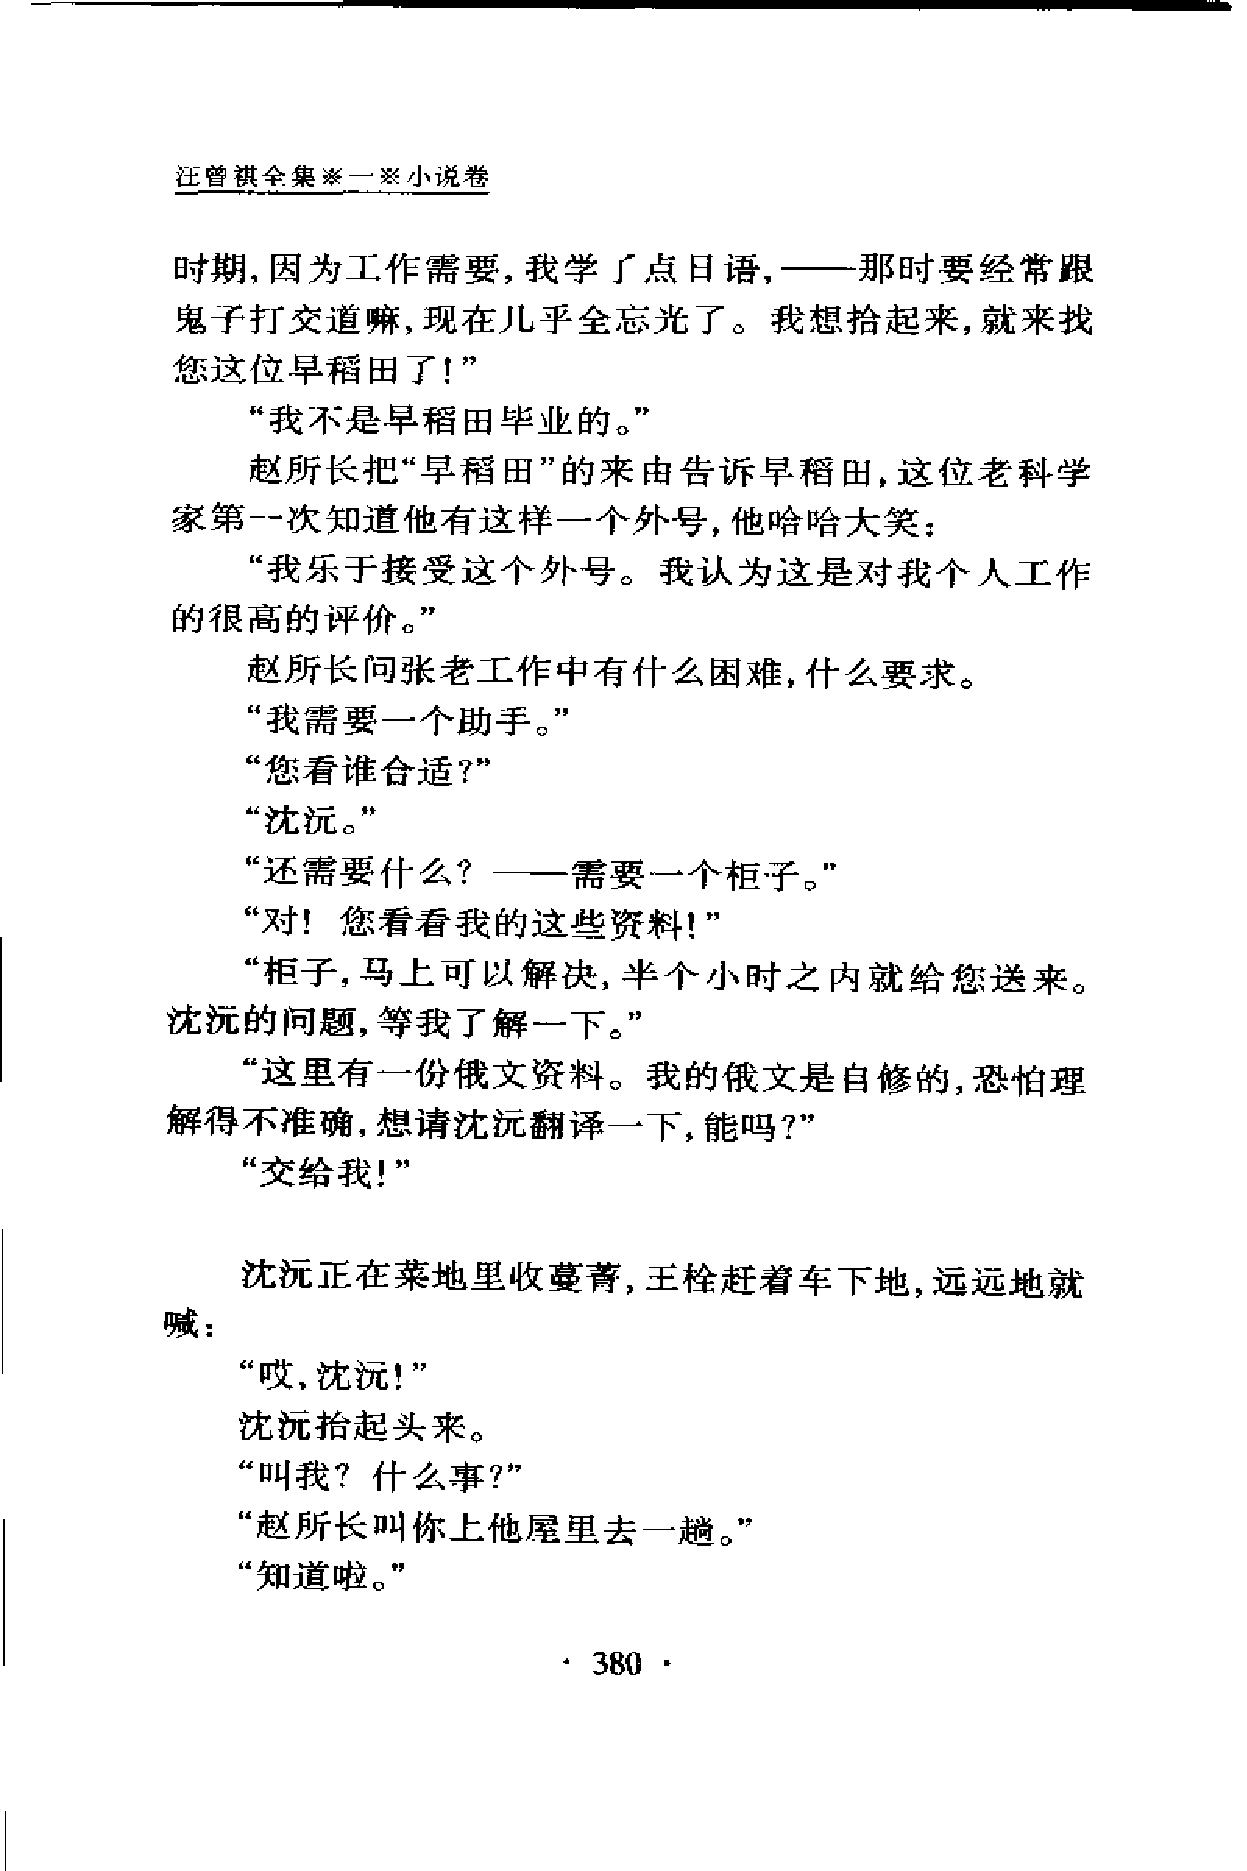 汪曾祺全集※一※小说卷
时期,因为工作需要,我学了点日语,——那时要经常跟
鬼子打交道嘛,现在几乎全忘光了。我想拾起来,就来找
您这位早稻田了!”
“我不是早稻田毕业的。”
赵所长把“早稻田”的来由告诉早稻田,这位老科学
家第一次知道他有这样一个外号,他哈哈大笑:
“我乐于接受这个外号。我认为这是对我个人工作
的很高的评价。”
赵所长问张老工作中有什么困难,什么要求。
“我需要一个助手。”
“您看谁合适?”
“沈沅。”
“还需要什么?——需要一个柜子。”
“对!您看看我的这些资料!”
“柜子,马上可以解决,半个小时之内就给您送来。
沈沅的问题,等我了解一下。”
“这里有一份俄文资料。我的俄文是自修的,恐怕理
解得不准确,想请沈沅翻译一下,能吗?”
“交给我!”
沈沅正在菜地里收蔓菁,王栓赶着车下地,远远地就
喊:
“哎,沈沅!”
沈沅抬起头来。
“叫我?什么事?”
“赵所长叫你上他屋里去一趟。”
“知道啦。”
· 380 ·